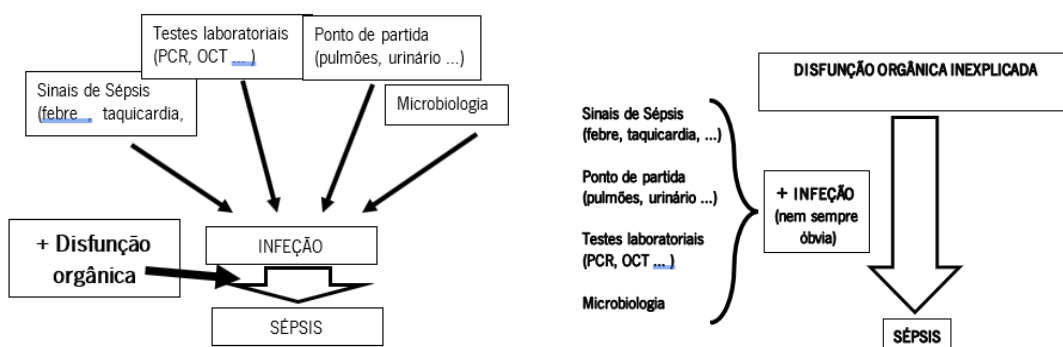 Testes laboratoriais
(PCR, OCT ... )
Ponto de partida
(pulmões, urinário ...)
Sinais de Sépsis
(febre , taquicardia,
Microbiologia
+ Disfunção
orgânica
INFEÇÃO
SÉPSIS
DISFUNÇÃO ORGÂNICA INEXPLICADA
Sinais de Sépsis
(febre, taquicardia, ...)
Ponto de partida
(pulmões, urinário ...)
Testes laboratoriais
(PCR, OCT ... )
Microbiologia
+ INFEÇÃO
(nem sempre
óbvia)
SÉPSIS